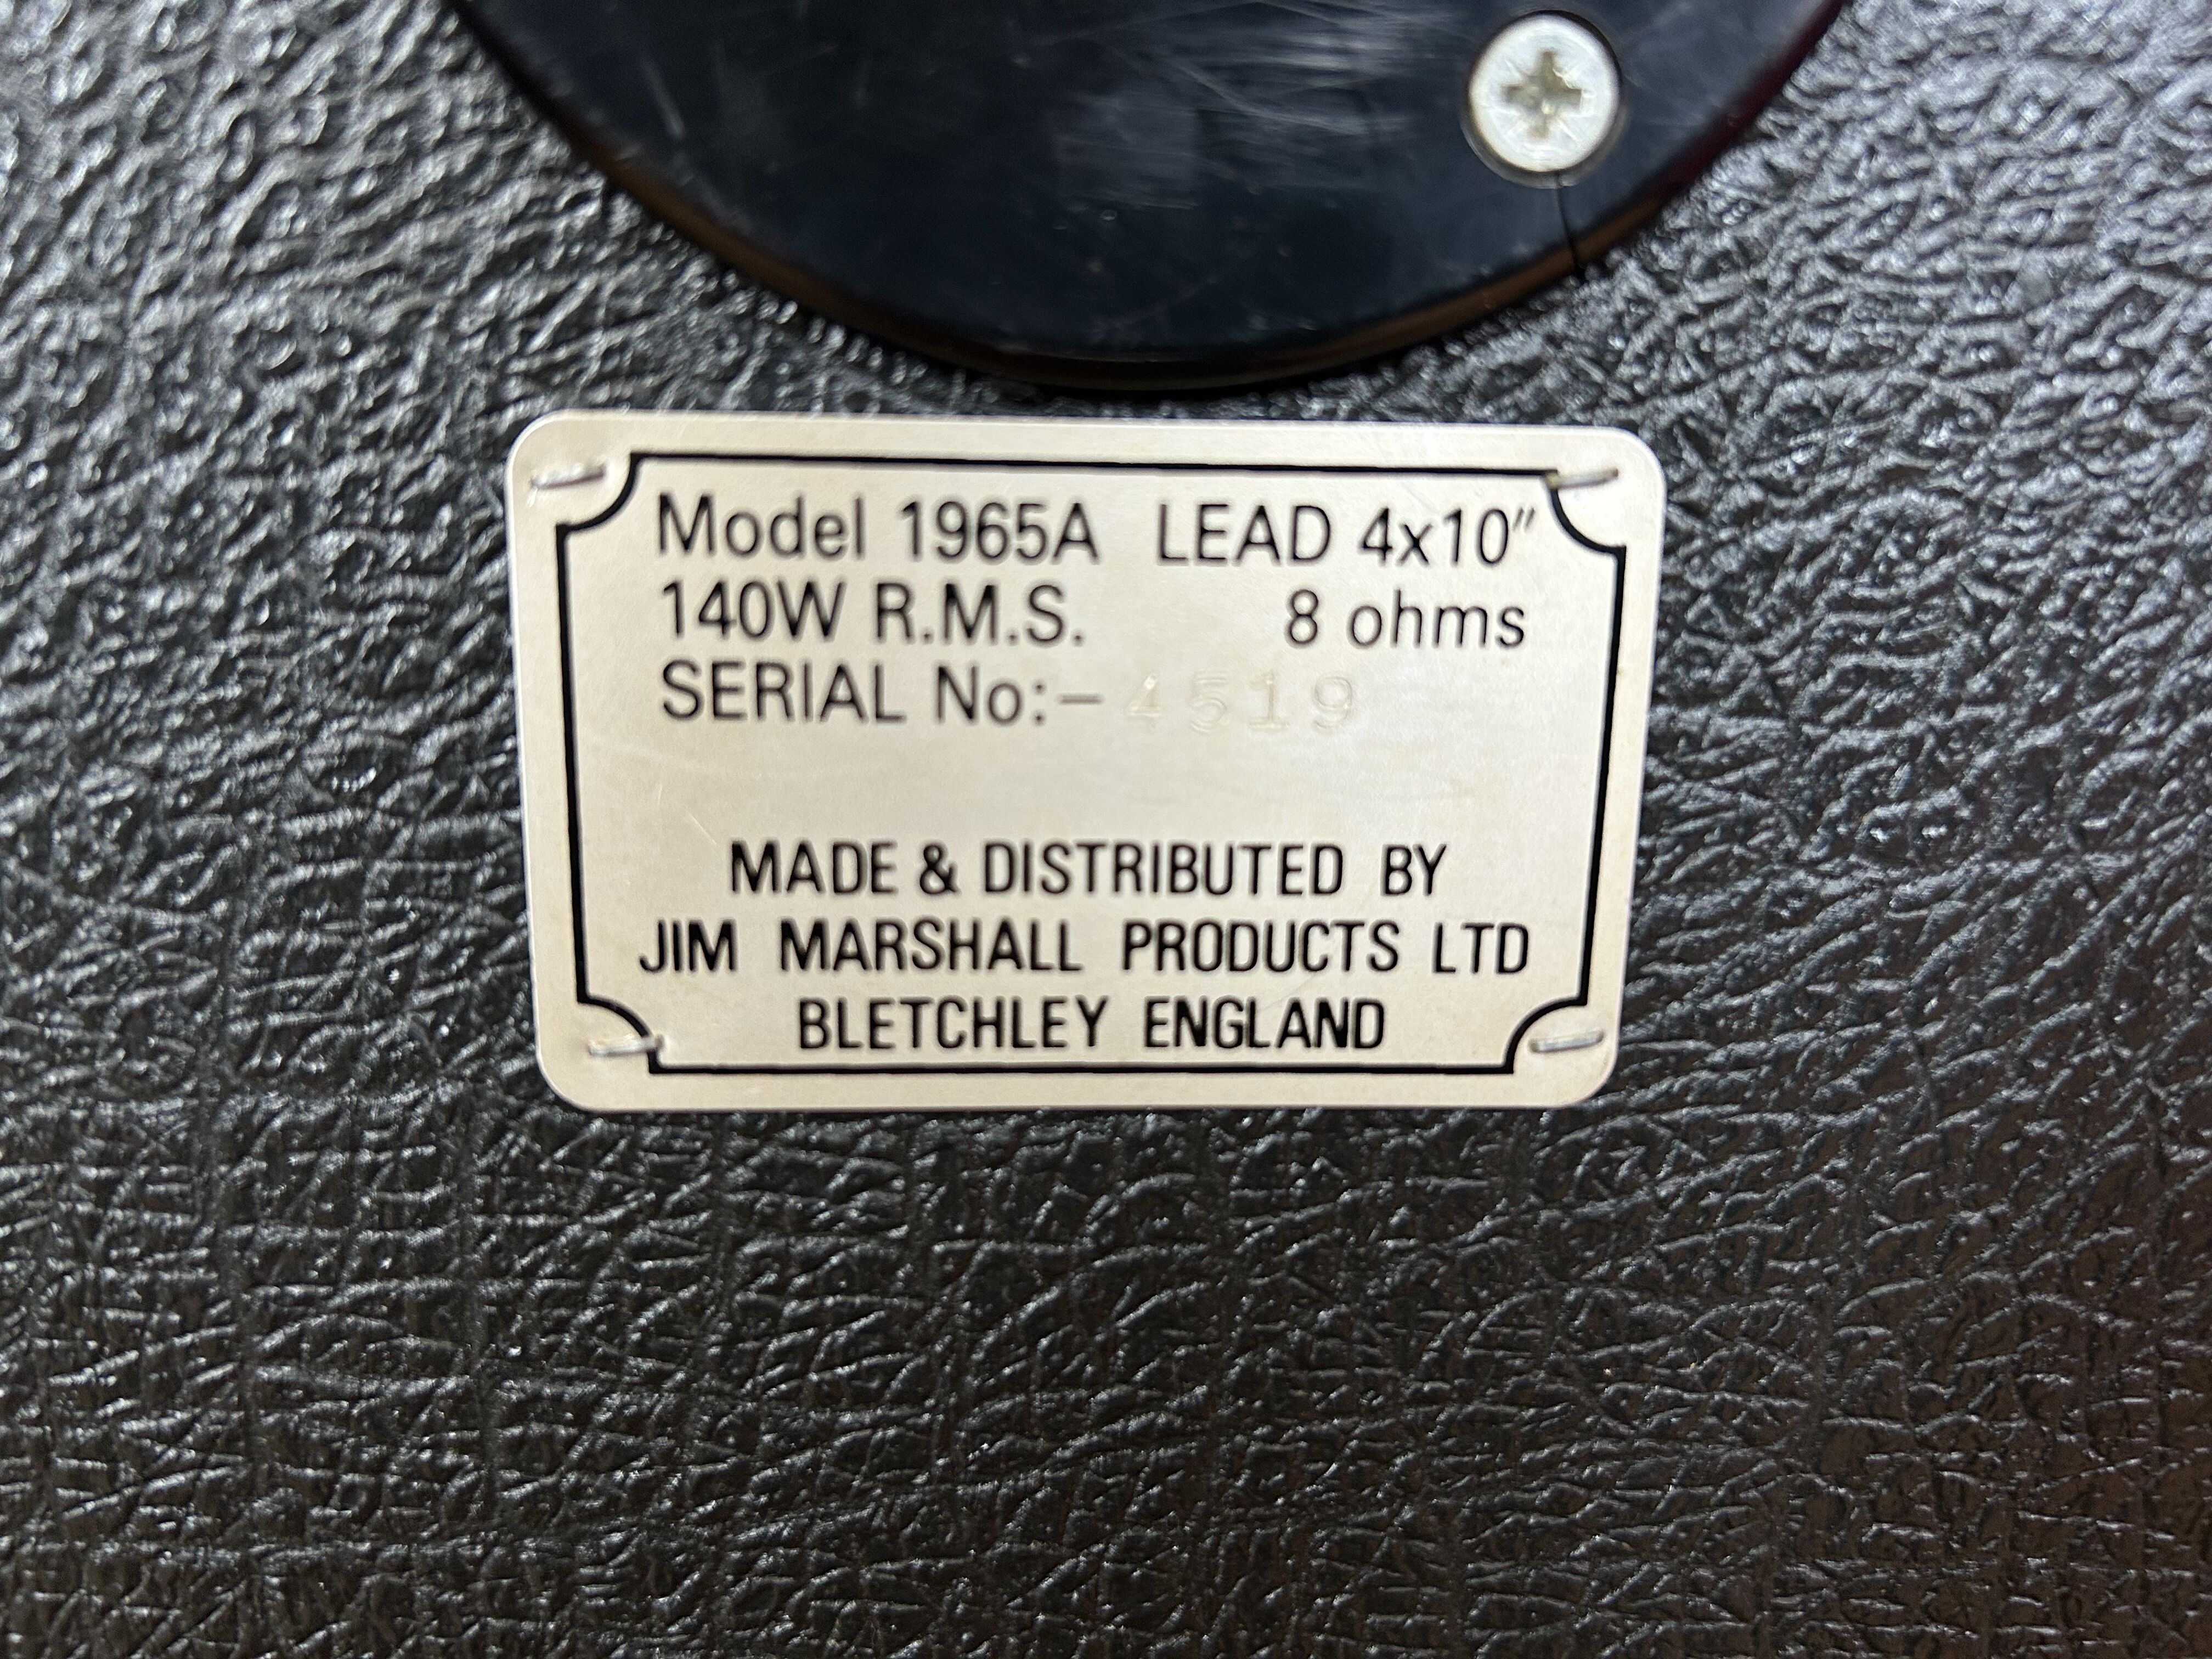 Model 1965A LEAD 4x10"
140W R.M.S. 8 ohms
SERIAL No:- 4519
MADE & DISTRIBUTED BY
JIM MARSHALL PRODUCTS LTD
BLETCHLEY ENGLAND